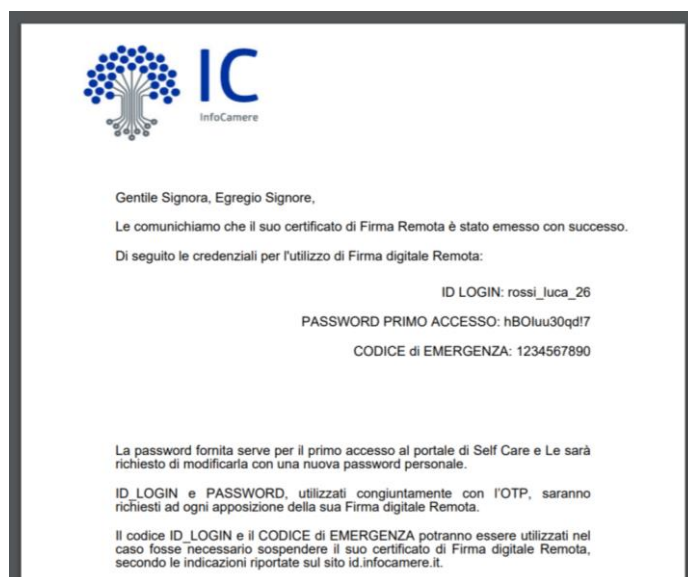 IC
InfoCamere
Gentile Signora, Egregio Signore,
Le comunichiamo che il suo certificato di Firma Remota è stato emesso con successo.
Di seguito le credenziali per l'utilizzo di Firma digitale Remota:
ID LOGIN: rossi_luca_26
PASSWORD PRIMO ACCESSO: hBOIuu30qd!7
CODICE di EMERGENZA: 1234567890
La password fornita serve per il primo accesso al portale di Self Care e Le sarà
richiesto di modificarla con una nuova password personale.
ID_LOGIN e PASSWORD, utilizzati congiuntamente con l'OTP, saranno
richiesti ad ogni apposizione della sua Firma digitale Remota.
Il codice ID_LOGIN e il CODICE di EMERGENZA potranno essere utilizzati nel
caso fosse necessario sospendere il suo certificato di Firma digitale Remota,
secondo le indicazioni riportate sul sito id.infocamere.it.